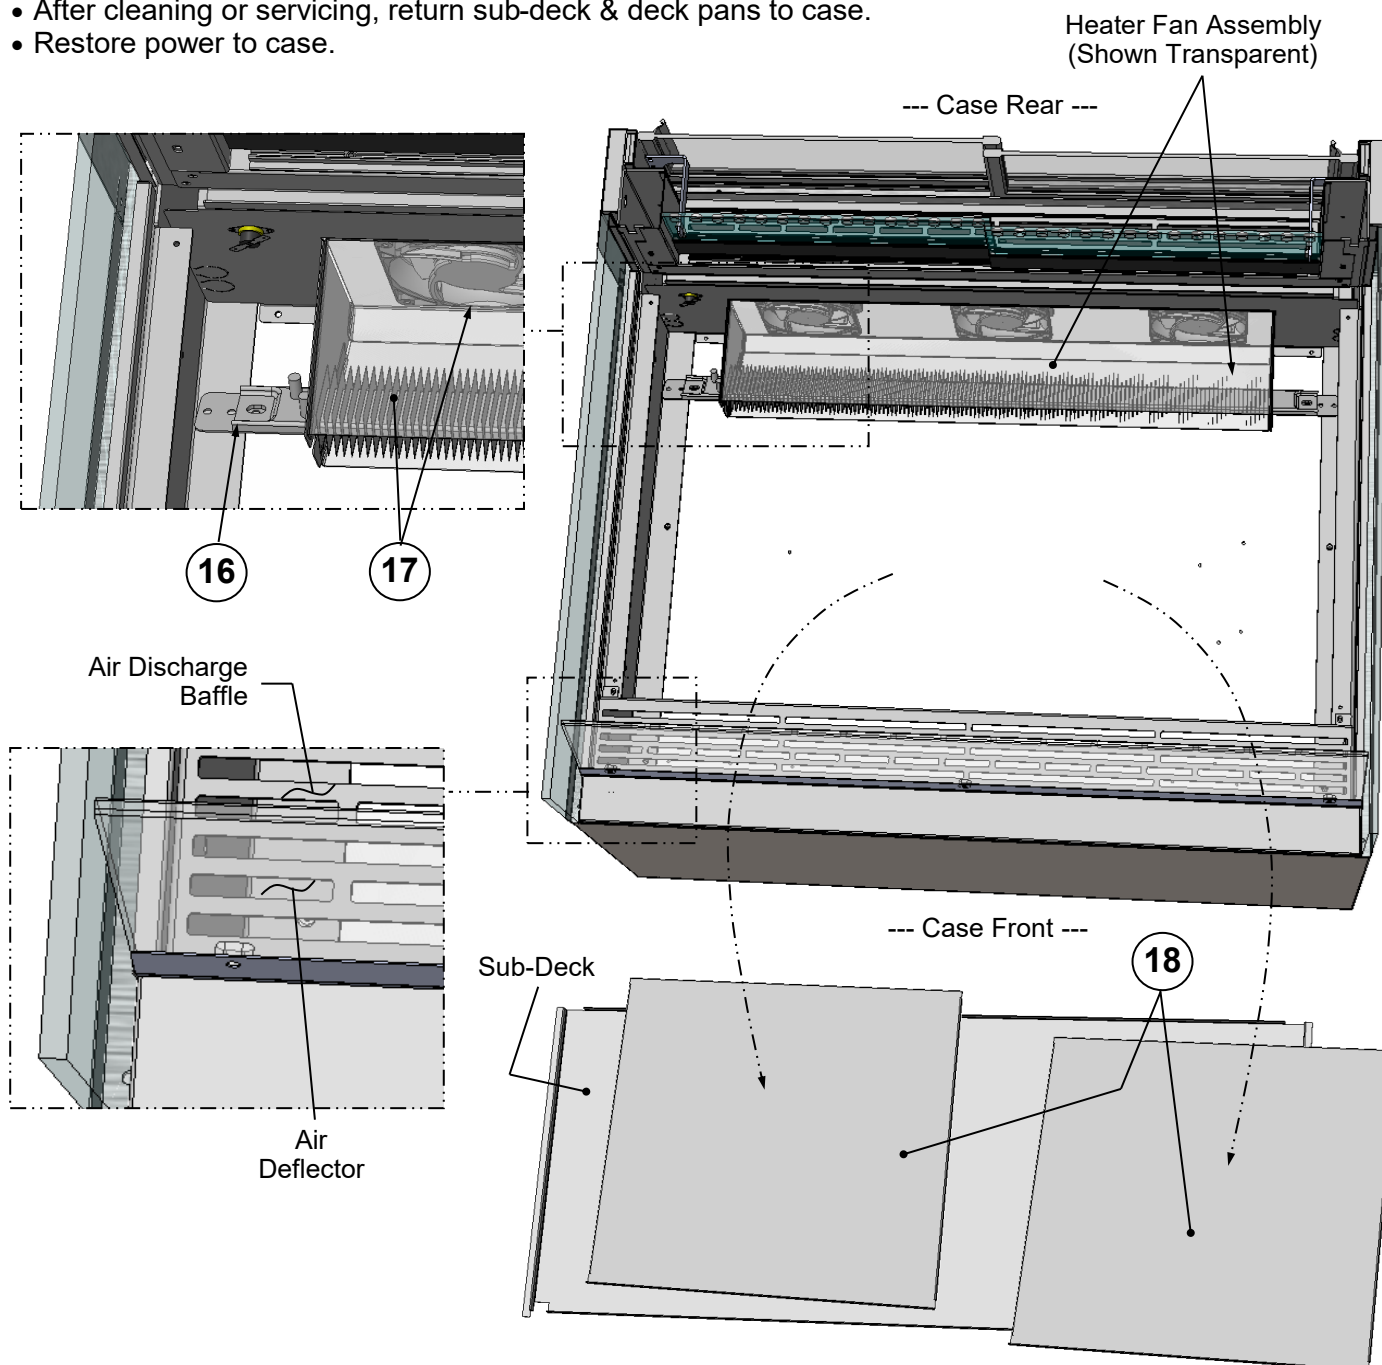 • After cleaning or servicing, return sub-deck & deck pans to case.
• Restore power to case.
Heater Fan Assembly
(Shown Transparent)
--- Case Rear ---
16
17
Air Discharge
Baffle
--- Case Front ---
18
Sub-Deck
Air
Deflector